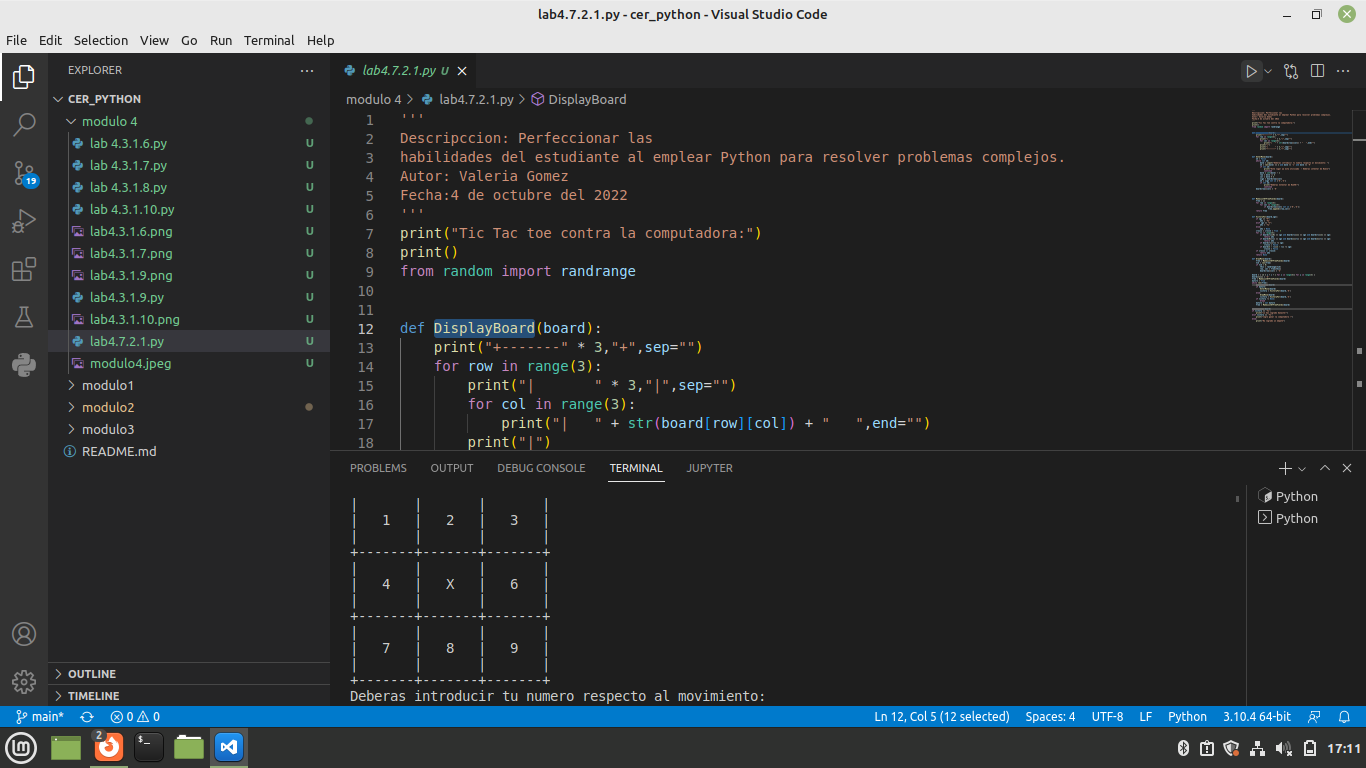 lab4.7.2.1.py - cer_python - Visual Studio Code
File Edit Selection View Go Run Terminal Help
EXPLORER
CER_PYTHON
modulo 4
lab 4.3.1.6.py U
lab 4.3.1.7.py U
lab 4.3.1.8.py U
lab 4.3.1.10.py U
lab4.3.1.6.png U
lab4.3.1.7.png U
lab4.3.1.9.png U
lab4.3.1.9.py U
lab4.3.1.10.png U
lab4.7.2.1.py U
modulo4.jpeg U
modulo1
modulo2
modulo3
README.md
OUTLINE
TIMELINE
19
lab4.7.2.1.py U
modulo 4 > lab4.7.2.1.py > DisplayBoard
1 '''
2 Descripccion: Perfeccionar las
3 habilidades del estudiante al emplear Python para resolver problemas complejos.
4 Autor: Valeria Gomez
5 Fecha:4 de octubre del 2022
6 '''
7 print("Tic Tac toe contra la computadora:")
8 print()
9 from random import randrange
10
11
12 def DisplayBoard(board):
13 print("+-------" * 3,"+",sep="")
14 for row in range(3):
15 print("|       " * 3,"|",sep="")
16 for col in range(3):
17 print("|   " + str(board[row][col]) + "   ",end="")
18 print("|")
PROBLEMS OUTPUT DEBUG CONSOLE TERMINAL JUPYTER
|       |       |       |
|   1   |   2   |   3   |
|       |       |       |
+-------+-------+-------+
|       |       |       |
|   4   |   X   |   6   |
|       |       |       |
+-------+-------+-------+
|       |       |       |
|   7   |   8   |   9   |
|       |       |       |
+-------+-------+-------+
Deberas introducir tu numero respecto al movimiento:
Python
Python
main* 0 0 Ln 12, Col 5 (12 selected) Spaces: 4 UTF-8 LF Python 3.10.4 64-bit
2 17:11